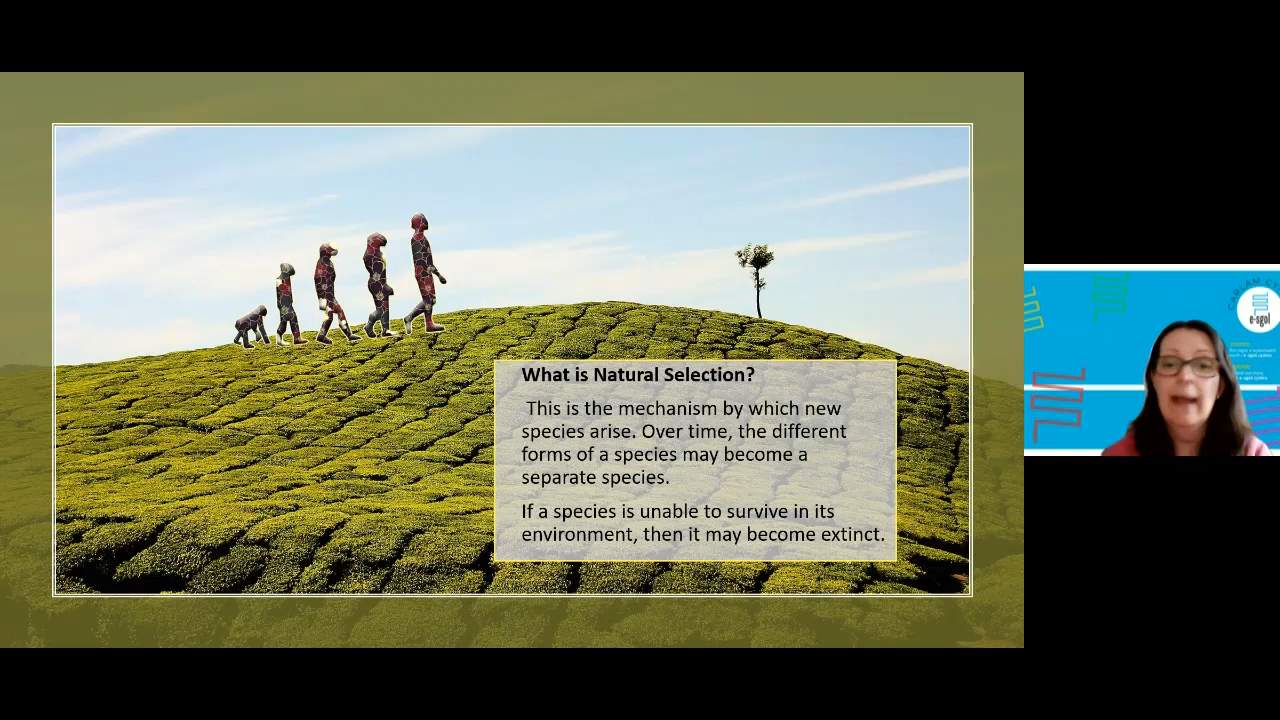 What is Natural Selection?
This is the mechanism by which new
species arise. Over time, the different
forms of a species may become a
separate species.
If a species is unable to survive in its
environment, then it may become extinct.
CARLAM CY
e-sgol